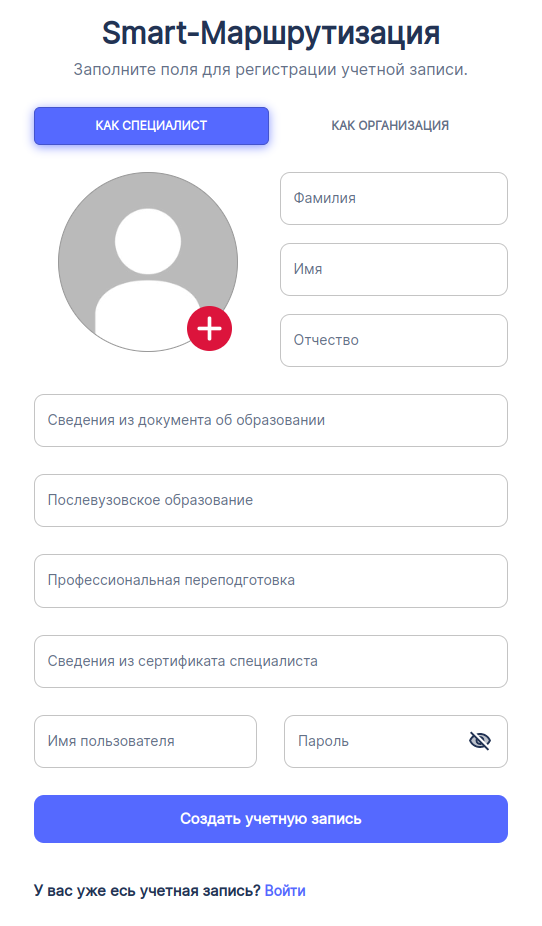 Smart-Маршрутизация
Заполните поля для регистрации учетной записи.
КАК СПЕЦИАЛИСТ
КАК ОРГАНИЗАЦИЯ
Фамилия
Имя
Отчество
Сведения из документа об образовании
Послевузовское образование
Профессиональная переподготовка
Сведения из сертификата специалиста
Имя пользователя
Пароль
Создать учетную запись
У вас уже есь учетная запись? Войти